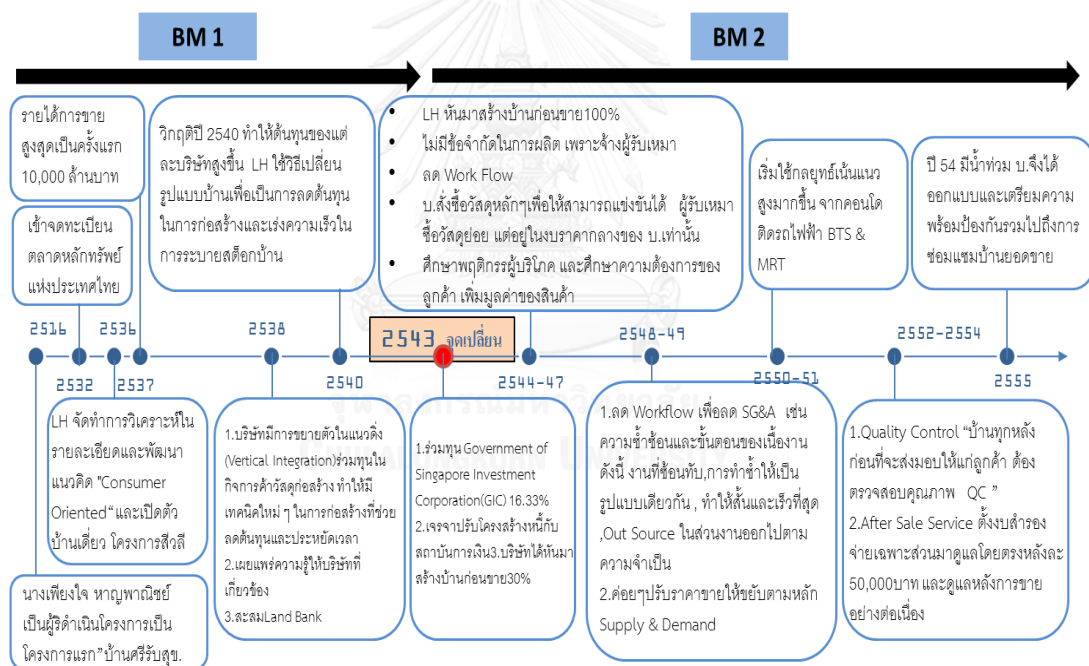 BM 1
BM 2
รายได้การขาย
สูงสุดเป็นครั้งแรก
10,000 ล้านบาท
เข้าจดทะเบียน
ตลาดหลักทรัพย์
แห่งประเทศไทย
วิกฤติปี 2540 ทำให้ต้นทุนของแต่
ละบริษัทสูงขึ้น LH ใช้วิธีเปลี่ยน
รูปแบบบ้านเพื่อเป็นการลดต้นทุน
ในการก่อสร้างและเร่งความเร็วใน
การระบายสต็อกบ้าน
• LH หันมาสร้างบ้านก่อนขาย100%
• ไม่มีข้อจำกัดในการผลิต เพราะจ้างผู้รับเหมา
• ลด Work Flow
• บ.สั่งซื้อวัสดุหลักๆเพื่อให้สามารถแข่งขันได้ ผู้รับเหมา
ซื้อวัสดุย่อย แต่อยู่ในงบราคากลางของ บ.เท่านั้น
• ศึกษาพฤติกรรผู้บริโภค และศึกษาความต้องการของ
ลูกค้า เพิ่มมูลค่าของสินค้า
เริ่มใช้กลยุทธ์เน้นแนว
สูงมากขึ้น จากคอนโด
ติดรถไฟฟ้า BTS &
MRT
ปี 54 มีน้ำท่วม บ.จึงได้
ออกแบบและเตรียมความ
พร้อมป้องกันรวมไปถึงการ
ซ่อมแซมบ้านยอดขาย
2516
2536
2538
2543 จุดเปลี่ยน
2548-49
2552-2554
2532
2537
2540
2544-47
2550-51
2555
จุฬาลงกรณ์มหาวิทยาลัย
CHULALONGKORN UNIVERSITY
LH จัดทำการวิเคราะห์ใน
รายละเอียดและพัฒนา
แนวคิด "Consumer
Oriented“ และเปิดตัว
บ้านเดี่ยว โครงการสีวลี
นางเพียงใจ หาญพาณิชย์
เป็นผู้ริดำเนินโครงการเป็น
โครงการแรก”บ้านศรีรับสุข.
1.บริษัทมีการขยายตัวในแนวดิ่ง
(Vertical Integration)ร่วมทุนใน
กิจการค้าวัสดุก่อสร้าง ทำให้มี
เทคนิคใหม่ ๆ ในการก่อสร้างที่ช่วย
ลดต้นทุนและประหยัดเวลา
2.เผยแพร่ความรู้ให้บริษัทที่
เกี่ยวข้อง
3.สะสมLand Bank
1.ร่วมทุน Government of
Singapore Investment
Corporation(GIC) 16.33%
2.เจรจาปรับโครงสร้างหนี้กับ
สถาบันการเงิน3.บริษัทได้หันมา
สร้างบ้านก่อนขาย30%
1.ลด Workflow เพื่อลด SG&A เช่น
ความซ้ำซ้อนและขั้นตอนของเนื้องาน
ดังนี้ งานที่ซ้อนทับ,การทำซ้ำให้เป็น
รูปแบบเดียวกัน , ทำให้สั้นและเร็วที่สุด
,Out Source ในส่วนงานออกไปตาม
ความจำเป็น
2.ค่อยๆปรับราคาขายให้ขยับตามหลัก
Supply & Demand
1.Quality Control “บ้านทุกหลัง
ก่อนที่จะส่งมอบให้แก่ลูกค้า ต้อง
ตรวจสอบคุณภาพ QC ”
2.After Sale Service ตั้งงบสำรอง
จ่ายเฉพาะส่วนมาดูแลโดยตรงหลังละ
50,000บาท และดูแลหลังการขาย
อย่างต่อเนื่อง